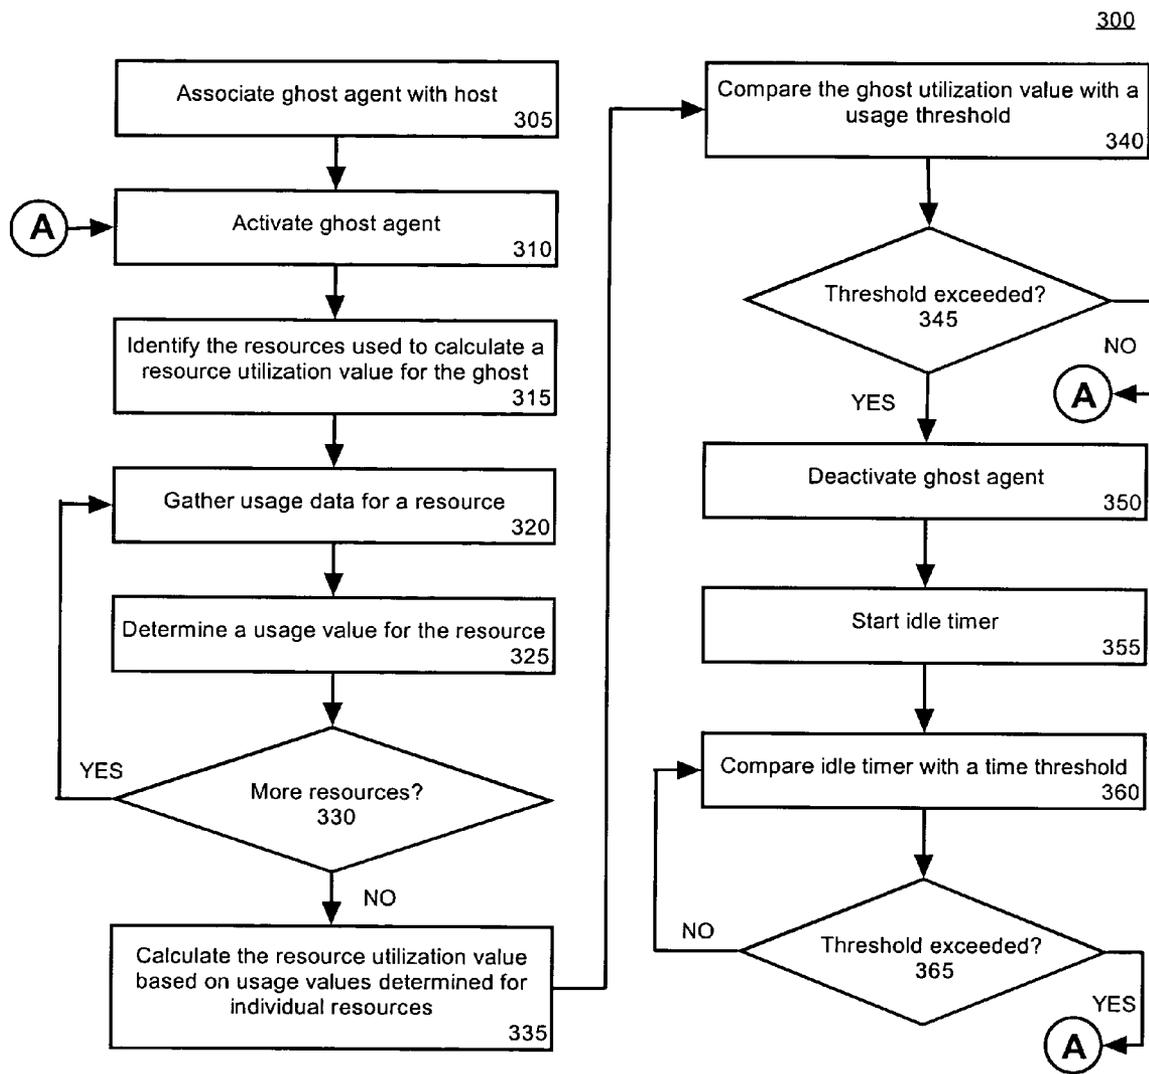 300
Associate ghost agent with host
305
A
Activate ghost agent
310
Identify the resources used to calculate a
resource utilization value for the ghost
315
Gather usage data for a resource
320
Determine a usage value for the resource
325
YES
More resources?
330
NO
Calculate the resource utilization value
based on usage values determined for
individual resources
335
Compare the ghost utilization value with a
usage threshold
340
Threshold exceeded?
345
NO
A
YES
Deactivate ghost agent
350
Start idle timer
355
Compare idle timer with a time threshold
360
NO
Threshold exceeded?
365
YES
A